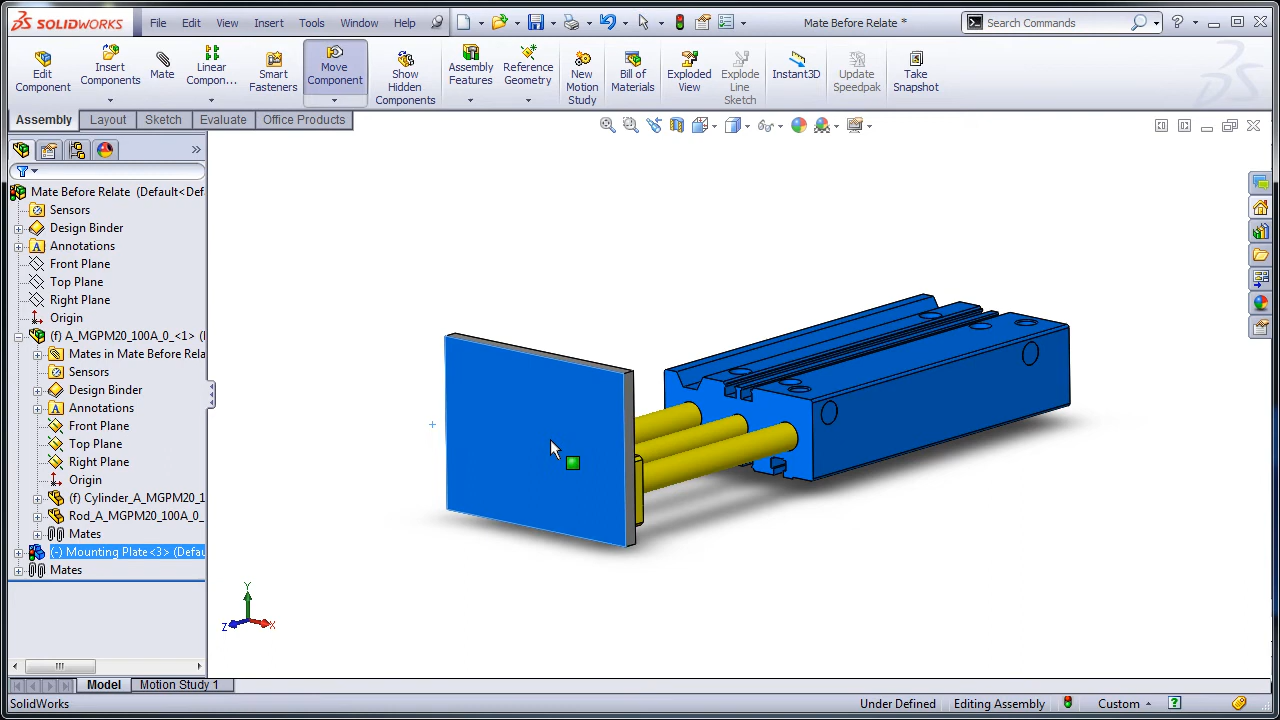 SOLIDWORKS File Edit View Insert Tools Window Help Mate Before Relate * Search Commands
Edit Component
Insert Components
Mate
Linear Compon...
Smart Fasteners
Move Component
Show Hidden Components
Assembly Features
Reference Geometry
New Motion Study
Bill of Materials
Exploded View
Explode Line Sketch
Instant3D
Update Speedpak
Take Snapshot
Assembly Layout Sketch Evaluate Office Products
Mate Before Relate (Default<Def
Sensors
Design Binder
Annotations
Front Plane
Top Plane
Right Plane
Origin
(f) A_MGPM20_100A_0_<1> (
Mates in Mate Before Rela
Sensors
Design Binder
Annotations
Front Plane
Top Plane
Right Plane
Origin
(f) Cylinder_A_MGPM20_1
Rod_A_MGPM20_100A_0_
Mates
(-) Mounting Plate<3> (Defau
Mates
Y
Z X
Model Motion Study 1
SolidWorks Under Defined Editing Assembly Custom